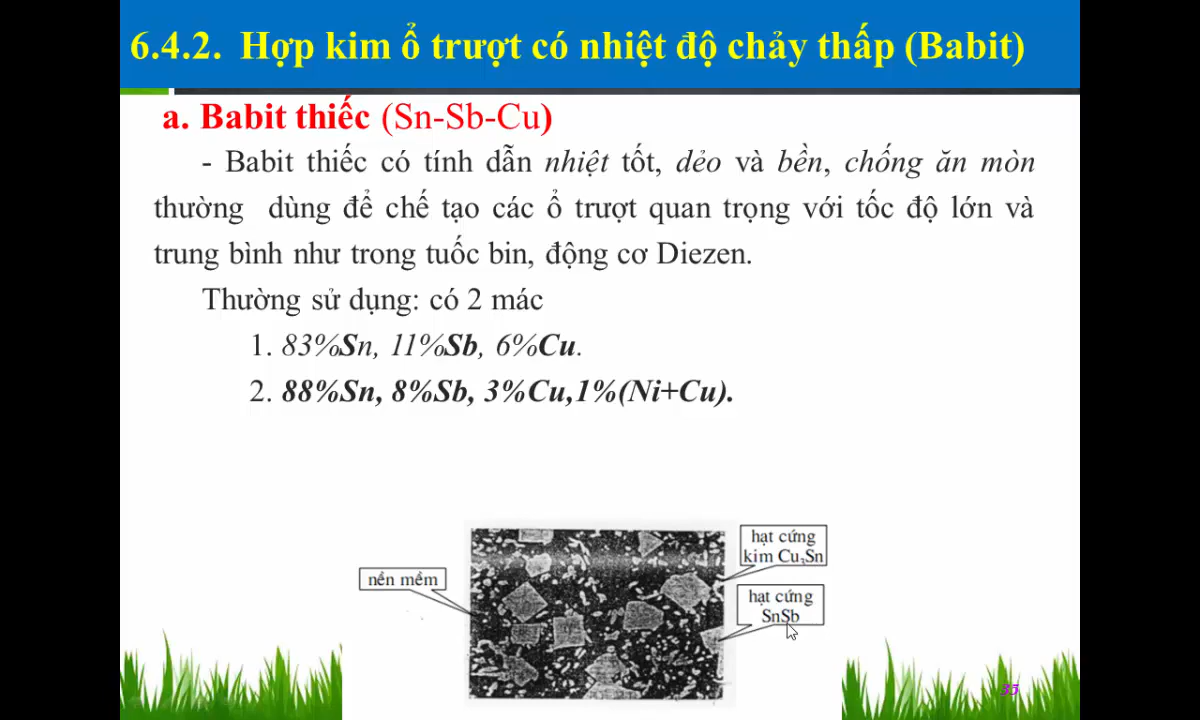 6.4.2. Hợp kim ổ trượt có nhiệt độ chảy thấp (Babit)
a. Babit thiếc (Sn-Sb-Cu)
- Babit thiếc có tính dẫn nhiệt tốt, dẻo và bền, chống ăn mòn
thường dùng để chế tạo các ổ trượt quan trọng với tốc độ lớn và
trung bình như trong tuốc bin, động cơ Diezen.
Thường sử dụng: có 2 mác
1. 83%Sn, 11%Sb, 6%Cu.
2. 88%Sn, 8%Sb, 3%Cu,1%(Ni+Cu).
hạt cứng
kim Cu₃Sn
nền mềm
hạt cứng
SnSb
35